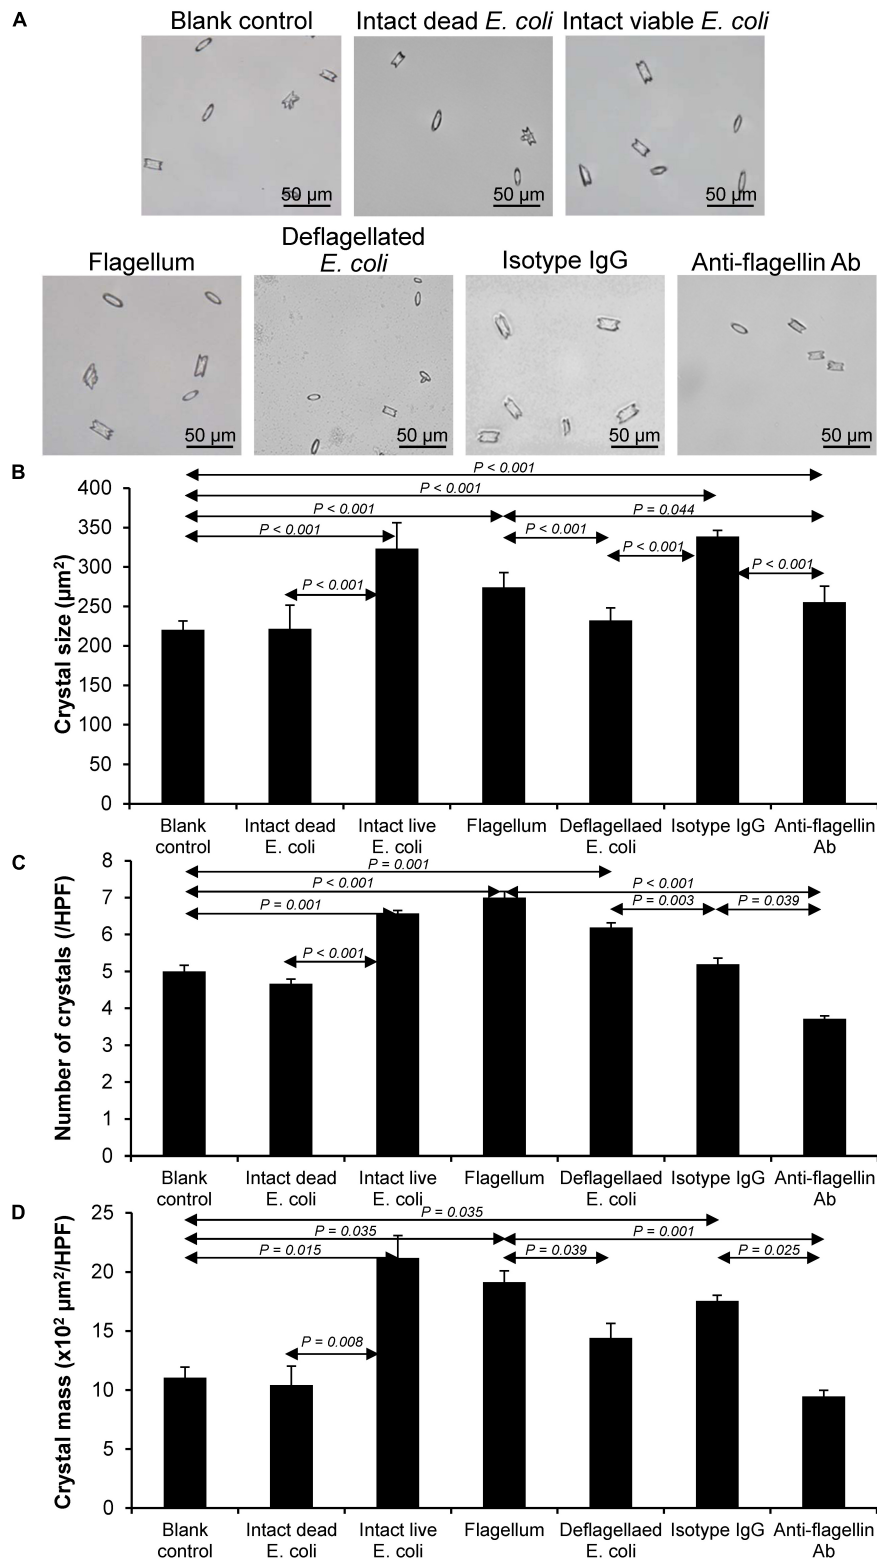 A
Blank control
Intact dead E. coli
Intact viable E. coli
50 µm
50 µm
50 µm
Flagellum
Deflagellated
E. coli
Isotype IgG
Anti-flagellin Ab
50 µm
50 µm
50 µm
50 µm
B
Crystal size (µm²)
400
350
300
250
200
150
100
50
0
P < 0.001
P < 0.001
P < 0.001
P = 0.044
P < 0.001
P < 0.001
P < 0.001
P < 0.001
P < 0.001
Blank
control
Intact dead
E. coli
Intact live
E. coli
Flagellum
Deflagellaed
E. coli
Isotype IgG
Anti-flagellin
Ab
C
Number of crystals (/HPF)
8
7
6
5
4
3
2
1
0
P = 0.001
P < 0.001
P < 0.001
P = 0.001
P = 0.003
P = 0.039
P < 0.001
Blank
control
Intact dead
E. coli
Intact live
E. coli
Flagellum
Deflagellaed
E. coli
Isotype IgG
Anti-flagellin
Ab
D
Crystal mass (x10² µm²/HPF)
25
20
15
10
5
0
P = 0.035
P = 0.035
P = 0.001
P = 0.015
P = 0.039
P = 0.025
P = 0.008
Blank
control
Intact dead
E. coli
Intact live
E. coli
Flagellum
Deflagellaed
E. coli
Isotype IgG
Anti-flagellin
Ab